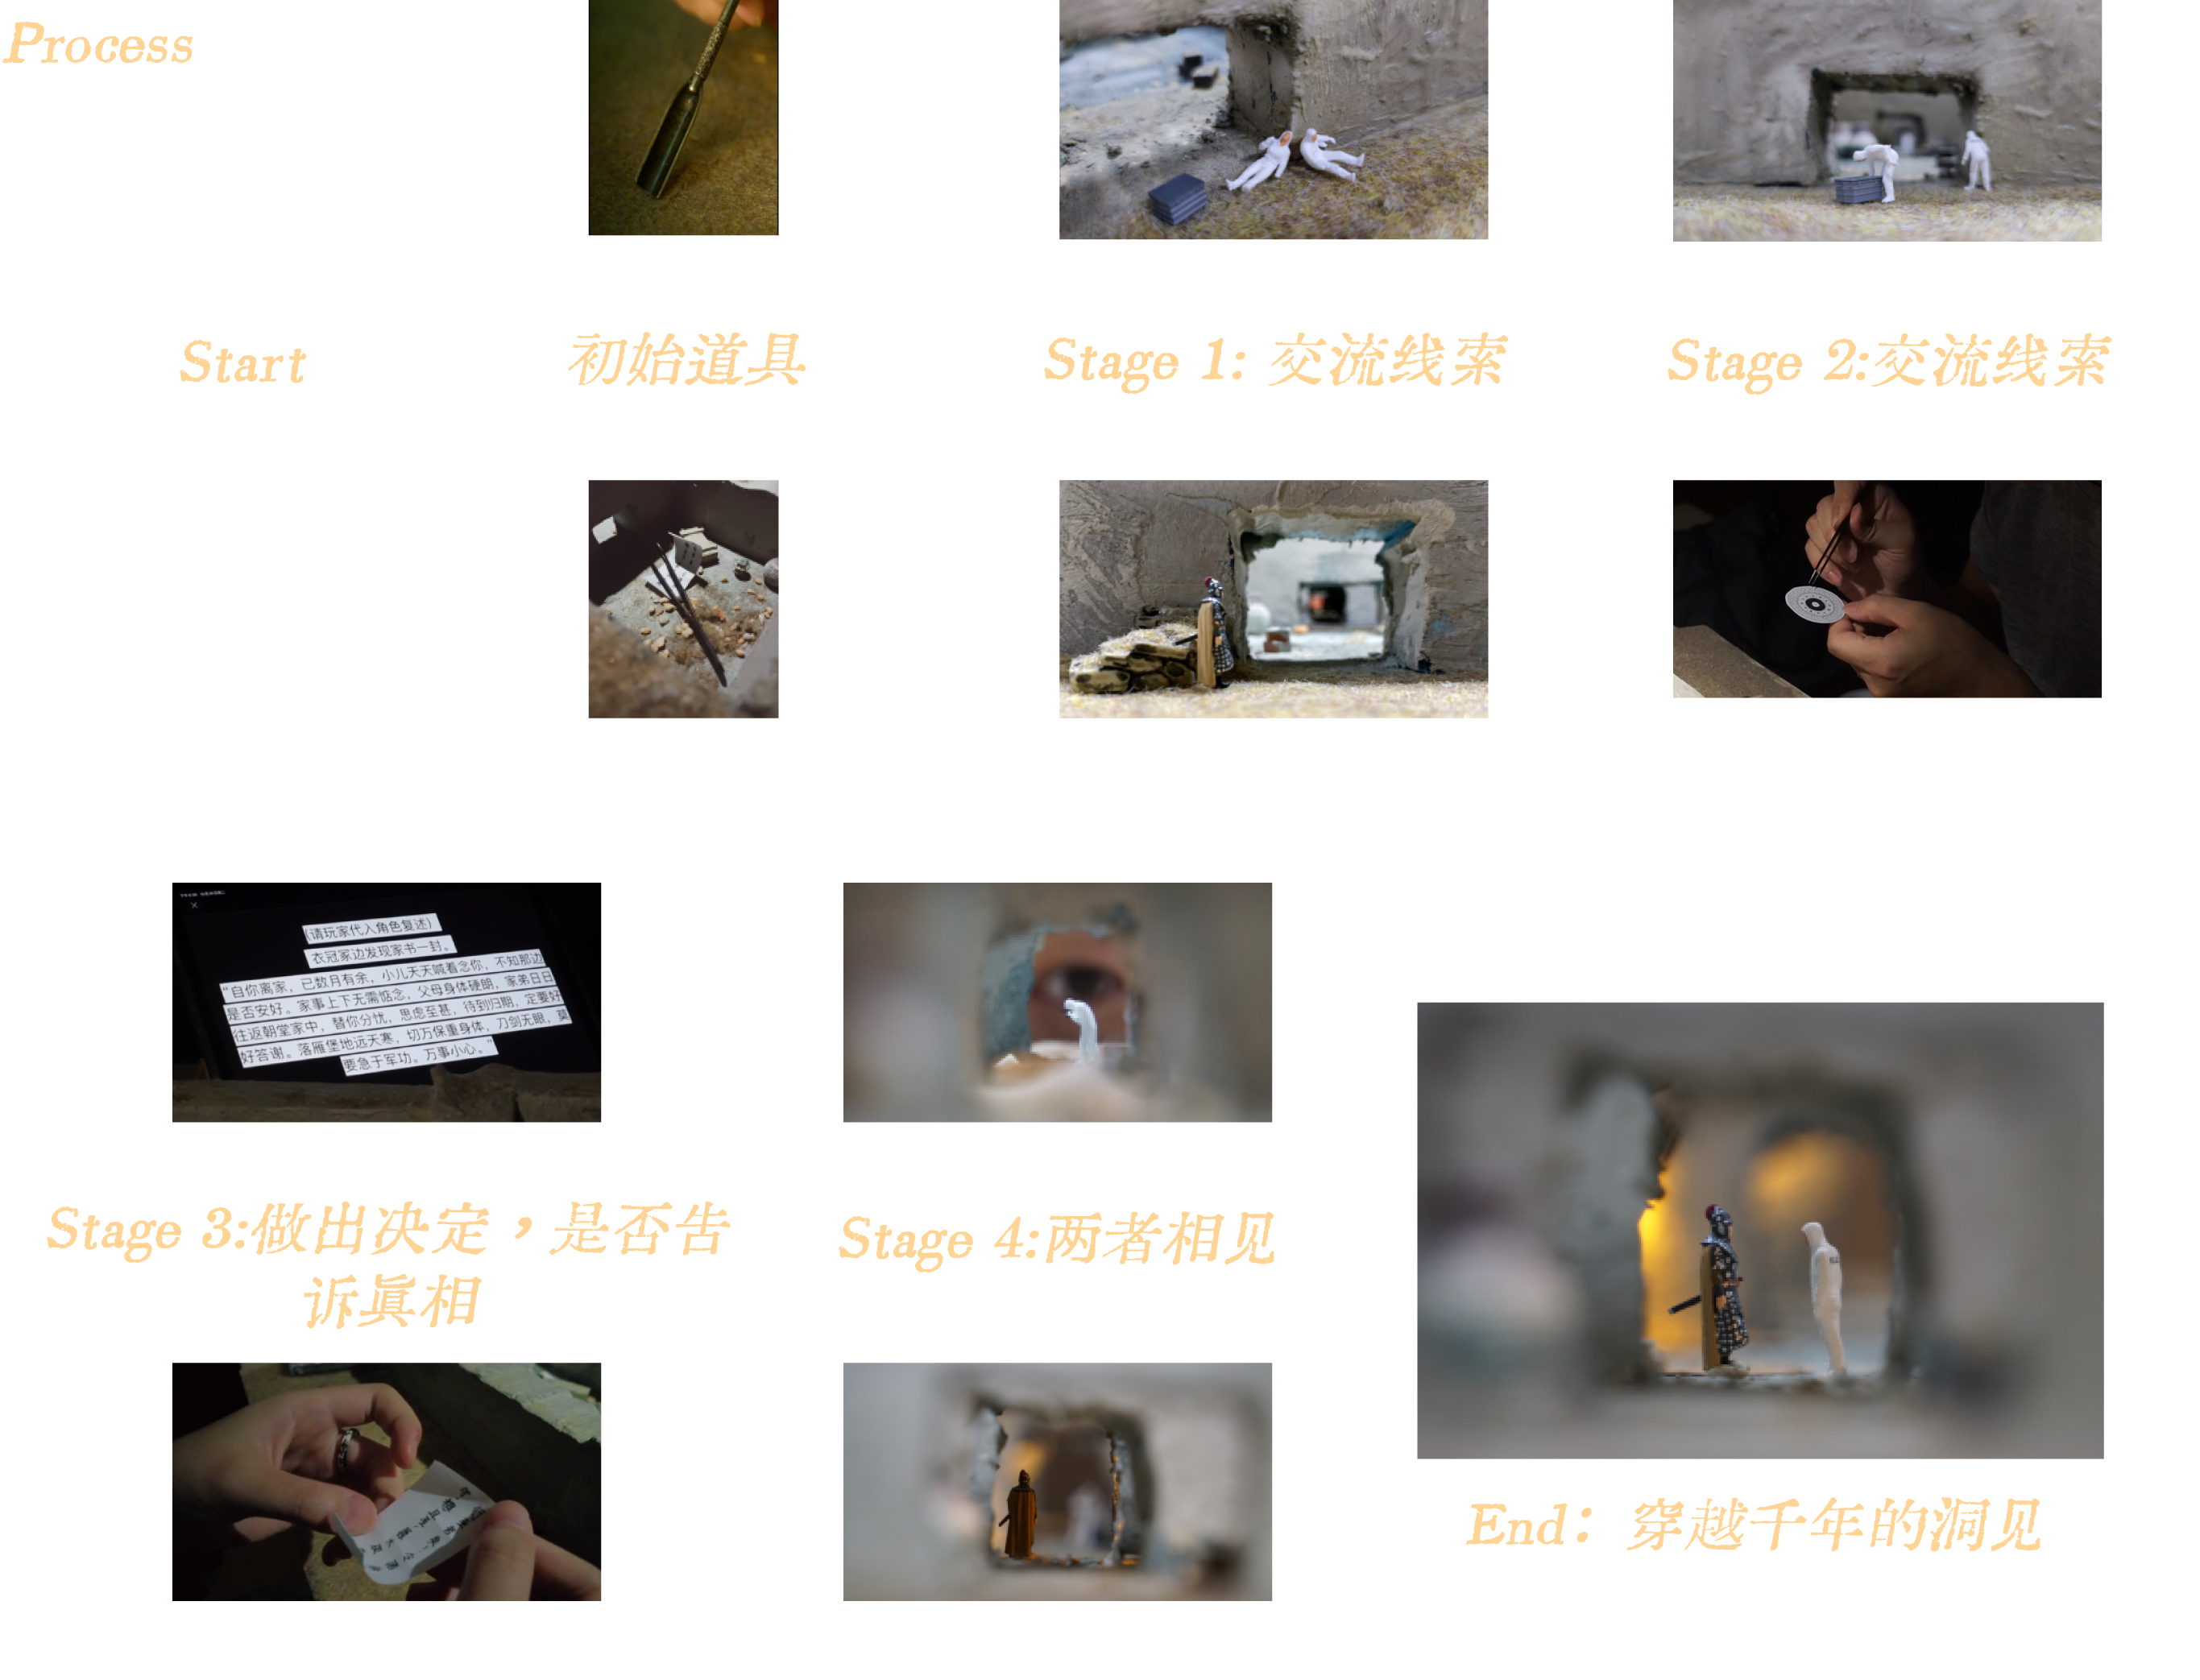 Process
Start
初始道具
Stage 1: 交流线索
Stage 2:交流线索
(请玩家代入角色复述)
衣冠冢边发现家书一封。
“自你离家，已数月有余，小儿天天喊着念你，不知那边
是否安好。家事上下无需惦念，父母身体硬朗，家弟日日
往返朝堂家中，替你分忧，思虑至甚，待到归期，定要好
好答谢。落雁堡地远天寒，切万保重身体，刀剑无眼，莫
要急于军功。万事小心。”
Stage 3:做出决定，是否告
诉真相
Stage 4:两者相见
End：穿越千年的洞见